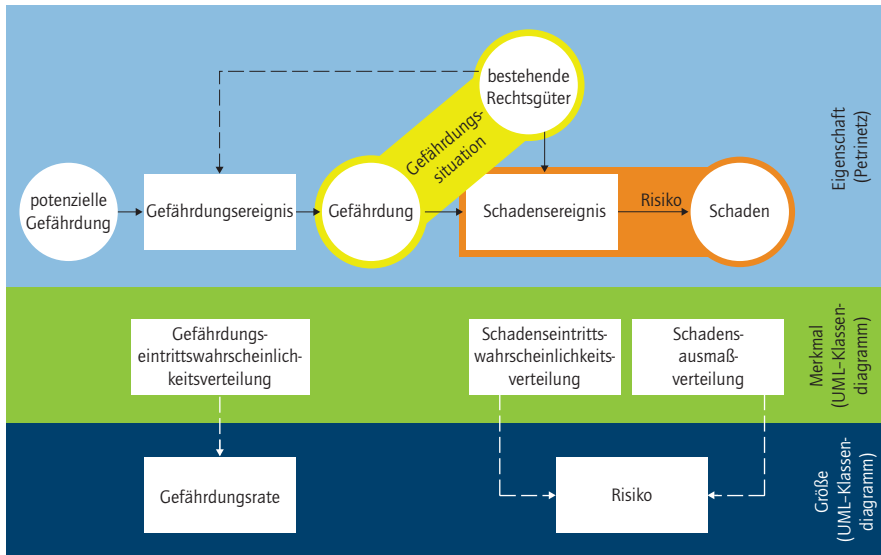 bestehende
Rechtsgüter
Gefährdungs-
situation
potenzielle
Gefährdung
Gefährdungsereignis
Gefährdung
Schadensereignis
Risiko
Schaden
Eigenschaft
(Petrinetz)
Gefährdungs-
eintrittswahrscheinlich-
keitsverteilung
Schadenseintritts-
wahrscheinlichkeits-
verteilung
Schadens-
ausmaß-
verteilung
Merkmal
(UML-Klassen-
diagramm)
Gefährdungsrate
Risiko
Größe
(UML-Klassen-
diagramm)